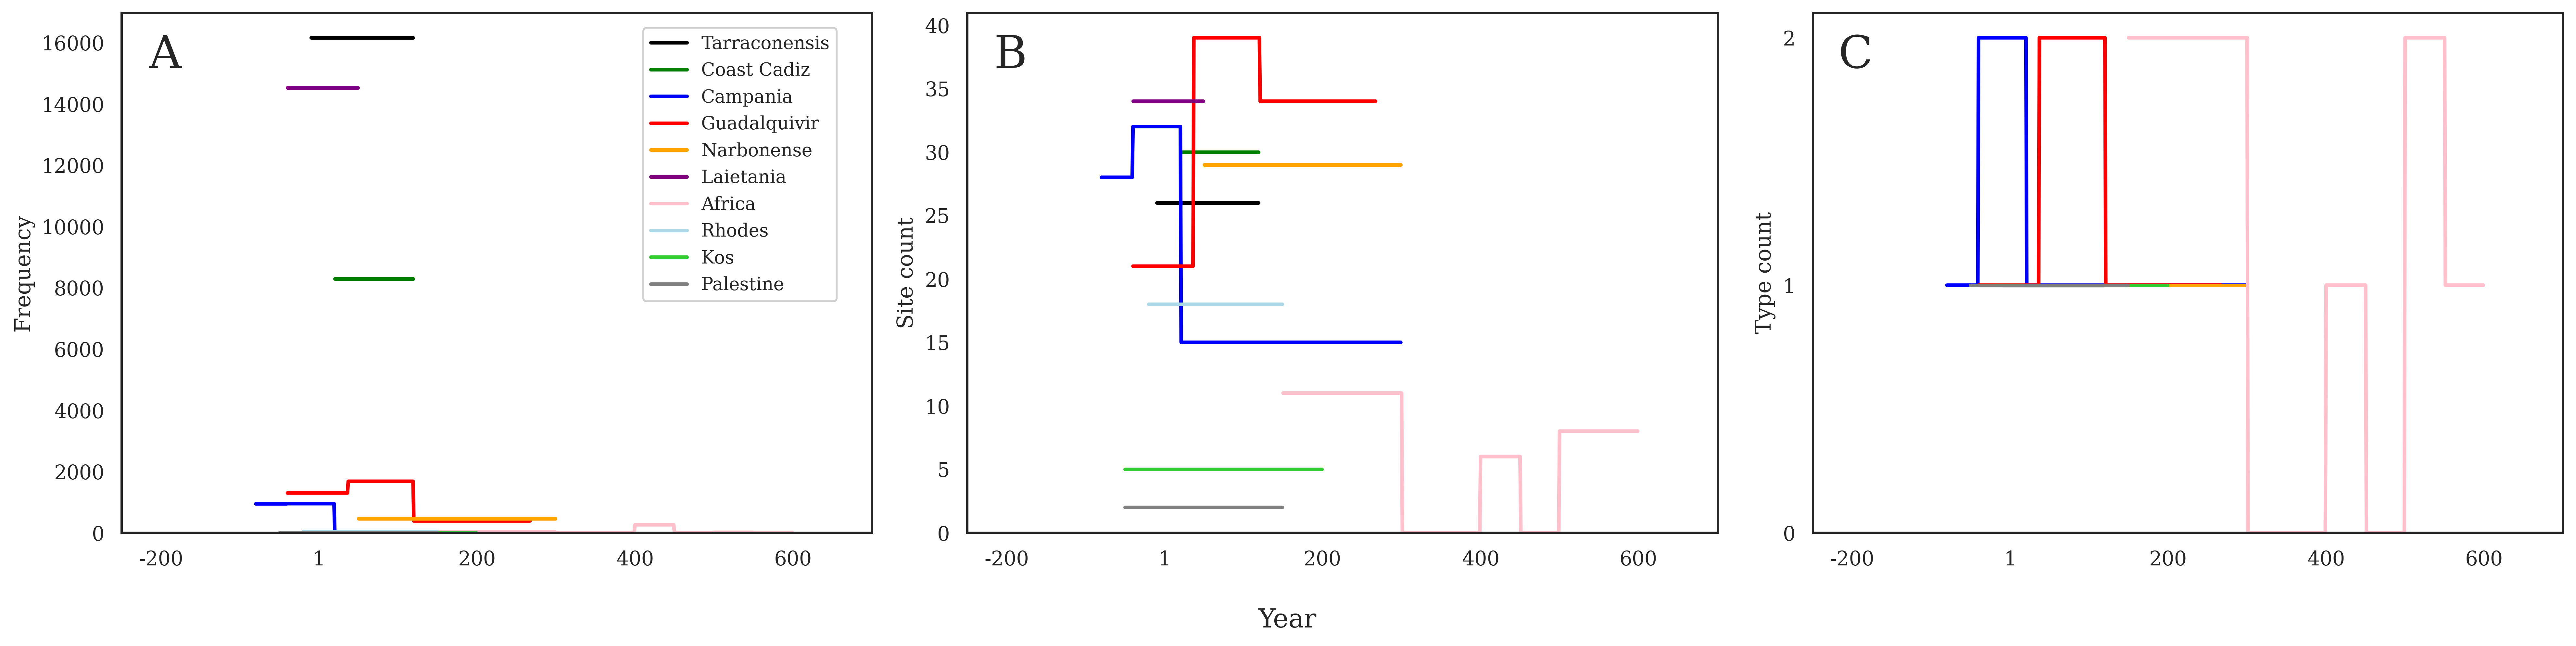 A
Frequency
16000
14000
12000
10000
8000
6000
4000
2000
0
-200 1 200 400 600
Tarraconensis
Coast Cadiz
Campania
Guadalquivir
Narbonense
Laietania
Africa
Rhodes
Kos
Palestine
B
Site count
40
35
30
25
20
15
10
5
0
-200 1 200 400 600
C
Type count
2
1
0
-200 1 200 400 600
Year